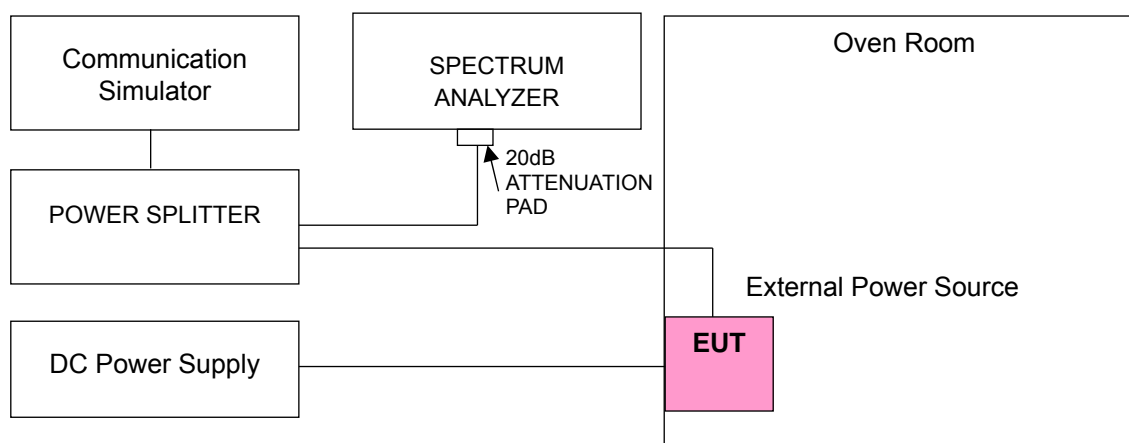 Communication
Simulator
SPECTRUM
ANALYZER
Oven Room
20dB
ATTENUATION
PAD
POWER SPLITTER
External Power Source
EUT
DC Power Supply